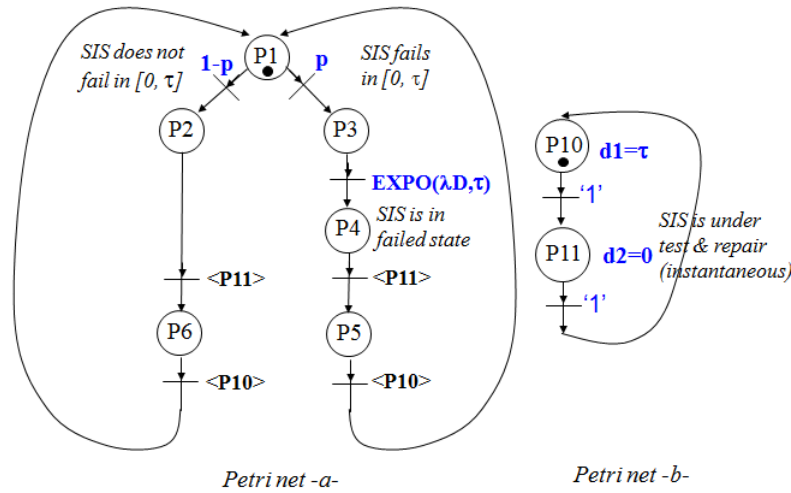 SIS does not
fail in [0, τ]
1-p
P1
p
SIS fails
in [0, τ]
P2
P3
EXPO(λD,τ)
P4
SIS is in
failed state
<P11>
<P11>
P6
P5
<P10>
<P10>
Petri net -a-
P10
d1=τ
'1'
P11
d2=0
SIS is under
test & repair
(instantaneous)
'1'
Petri net -b-